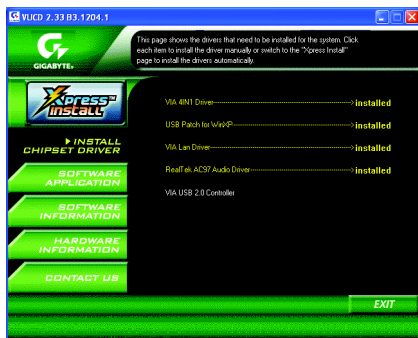 VUCD 2.33 B3.1204.1
GIGABYTE™
This page shows the drivers that need to be installed for the system. Click
each item to install the driver manually or switch to the "Xpress Install"
page to install the drivers automatically.
Xpress™
Install
INSTALL
CHIPSET DRIVER
SOFTWARE
APPLICATION
SOFTWARE
INFORMATION
HARDWARE
INFORMATION
CONTACT US
VIA 4IN1 Driver installed
USB Patch for WinXP installed
VIA Lan Driver installed
RealTek AC97 Audio Driver installed
VIA USB 2.0 Controller
EXIT